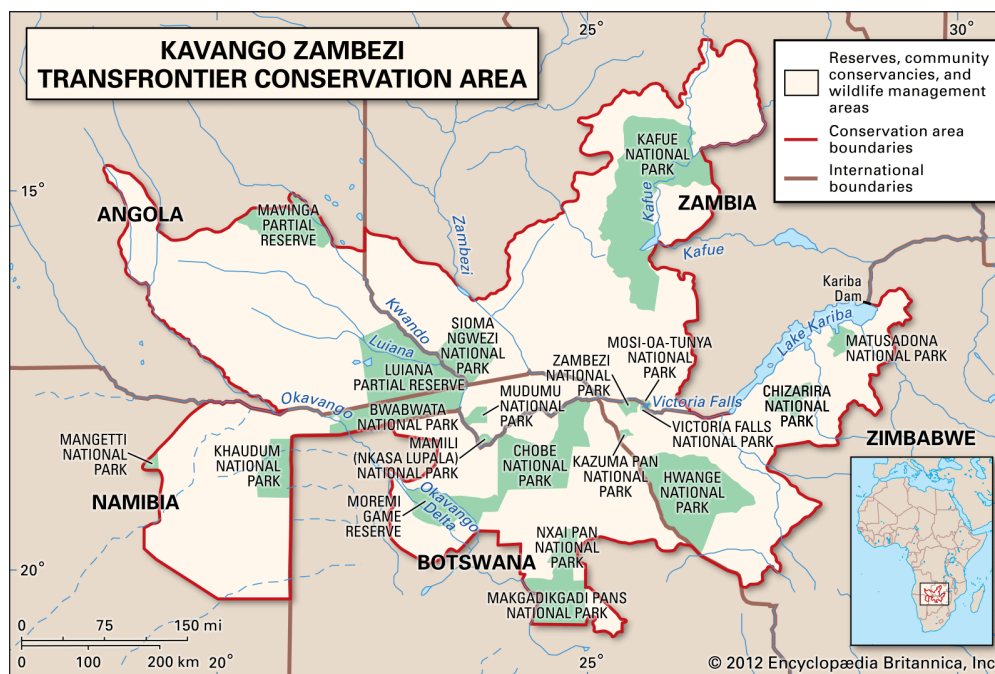 KAVANGO ZAMBEZI
TRANSFRONTIER CONSERVATION AREA
25°
30°
Reserves, community
conservancies, and
wildlife management
areas
Conservation area
boundaries
International
boundaries
KAFUE
NATIONAL
PARK
15°
ANGOLA
MAVINGA
PARTIAL
RESERVE
Zambezi
Kafue
ZAMBIA
Kafue
Kariba
Dam
Lake Kariba
Kwando
Luiana
SIOMA
NGWEZI
NATIONAL
PARK
MOSI-OA-TUNYA
NATIONAL
PARK
MATUSADONA
NATIONAL PARK
LUIANA
PARTIAL RESERVE
ZAMBEZI
NATIONAL
PARK
Okavango
BWABWATA
NATIONAL PARK
MUDUMU
NATIONAL
PARK
Victoria Falls
CHIZARIRA
NATIONAL
PARK
VICTORIA FALLS
NATIONAL PARK
MANGETTI
NATIONAL
PARK
KHAUDUM
NATIONAL
PARK
MAMILI
(NKASA LUPALA)
NATIONAL PARK
CHOBE
NATIONAL
PARK
KAZUMA PAN
NATIONAL
PARK
ZIMBABWE
HWANGE
NATIONAL
PARK
NAMIBIA
MOREMI
GAME
RESERVE
Okavango
Delta
BOTSWANA
NXAI PAN
NATIONAL
PARK
20°
MAKGADIKGADI PANS
NATIONAL PARK
0 75 150 mi
0 100 200 km
20°
25°
© 2012 Encyclopædia Britannica, Inc.